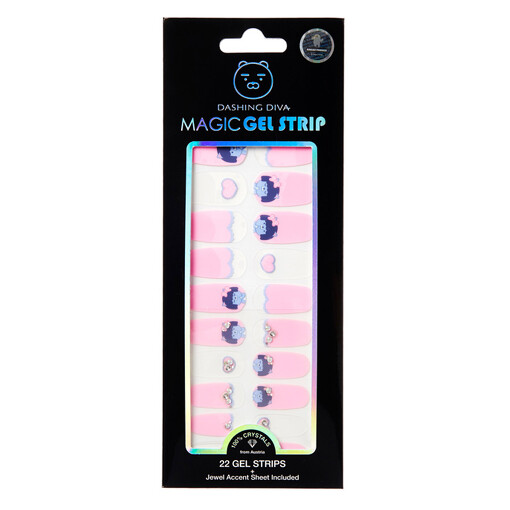 DASHING DIVA
MAGIC GEL STRIP
100% CRYSTALS
from Austria
22 GEL STRIPS
+
Jewel Accent Sheet Included